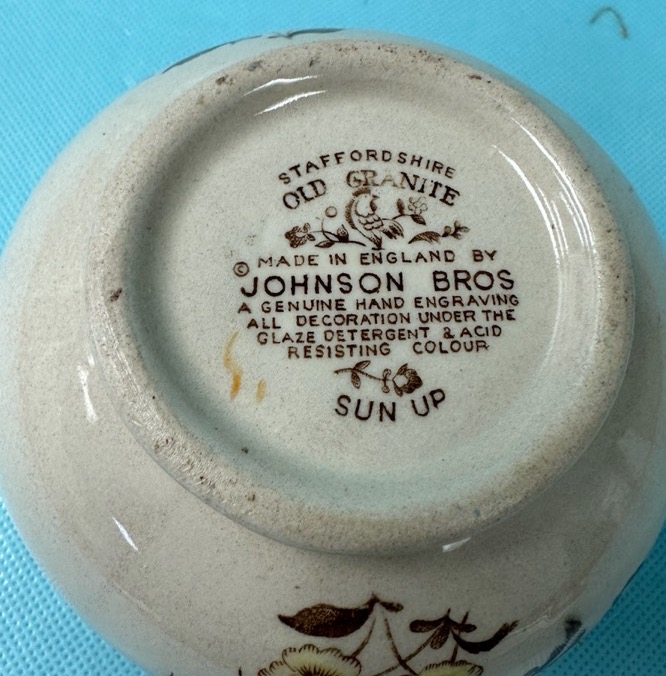 STAFFORDSHIRE
OLD GRANITE
© MADE IN ENGLAND BY
JOHNSON BROS
A GENUINE HAND ENGRAVING
ALL DECORATION UNDER THE
GLAZE DETERGENT & ACID
RESISTING COLOUR
SUN UP